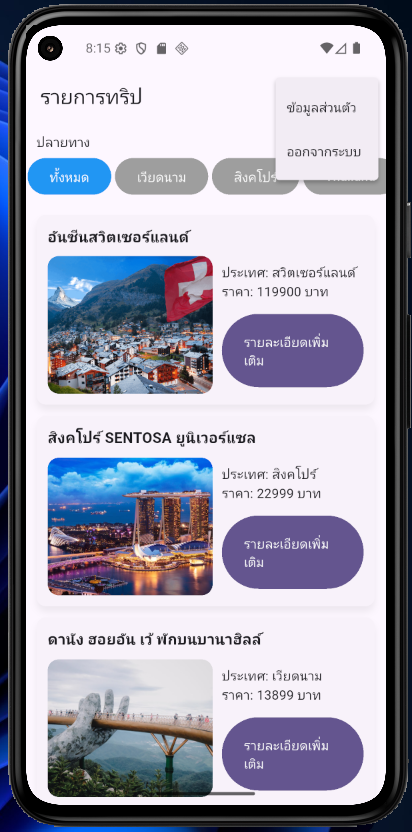 8:15
รายการทริป
ข้อมูลส่วนตัว
ออกจากระบบ
ปลายทาง
ทั้งหมด
เวียดนาม
สิงคโปร์
อันซีนสวิตเซอร์แลนด์
ประเทศ: สวิตเซอร์แลนด์
ราคา: 119900 บาท
รายละเอียดเพิ่ม
เติม
สิงคโปร์ SENTOSA ยูนิเวอร์แซล
ประเทศ: สิงคโปร์
ราคา: 22999 บาท
รายละเอียดเพิ่ม
เติม
ดานัง ฮอยอัน เว้ พักบนบานาฮิลล์
ประเทศ: เวียดนาม
ราคา: 13899 บาท
รายละเอียดเพิ่ม
เติม